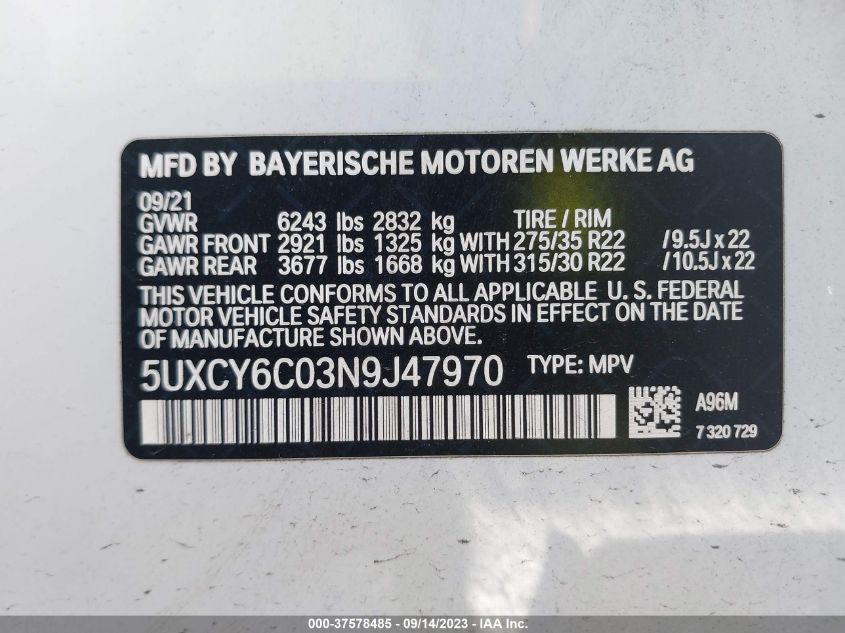 MFD BY BAYERISCHE MOTOREN WERKE AG
09/21
GVWR 6243 lbs 2832 kg TIRE / RIM
GAWR FRONT 2921 lbs 1325 kg WITH 275/35 R22 /9.5J x 22
GAWR REAR 3677 lbs 1668 kg WITH 315/30 R22 /10.5J x 22
THIS VEHICLE CONFORMS TO ALL APPLICABLE U. S. FEDERAL
MOTOR VEHICLE SAFETY STANDARDS IN EFFECT ON THE DATE
OF MANUFACTURE SHOWN ABOVE.
5UXCY6C03N9J47970 TYPE: MPV
A96M
7 320 729
000-37578485 - 09/14/2023 - IAA Inc.